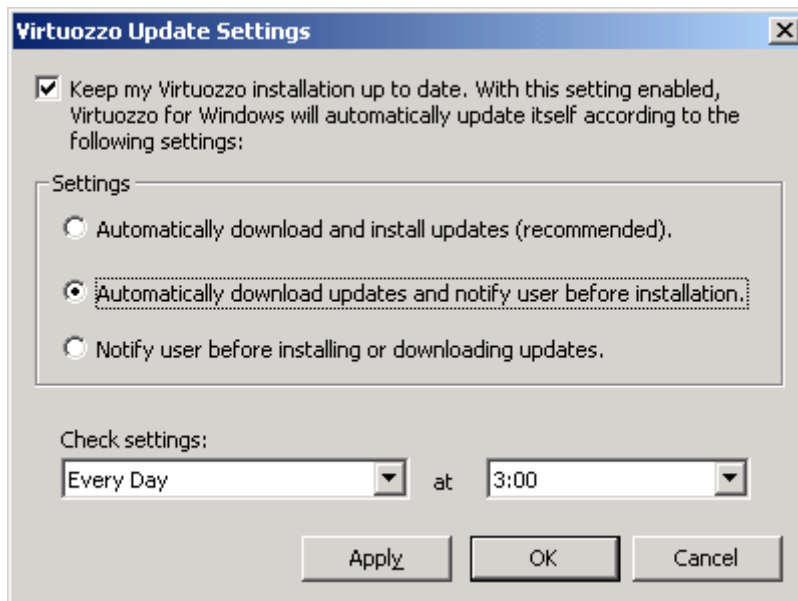 Virtuozzo Update Settings
Keep my Virtuozzo installation up to date. With this setting enabled,
Virtuozzo for Windows will automatically update itself according to the
following settings:
Settings
Automatically download and install updates (recommended).
Automatically download updates and notify user before installation.
Notify user before installing or downloading updates.
Check settings:
Every Day at 3:00
Apply OK Cancel